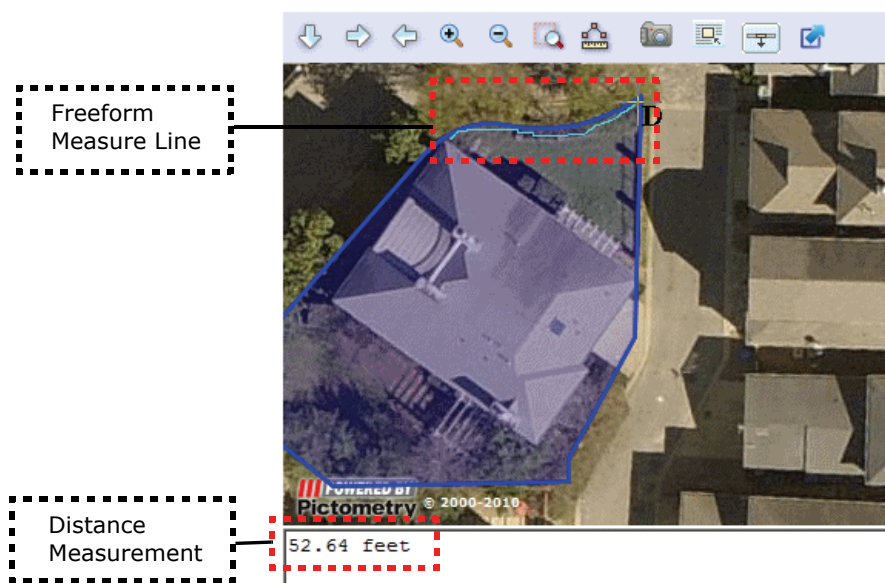 Freeform
Measure Line
D
POWERED BY
Pictometry © 2000-2010
Distance
Measurement
52.64 feet